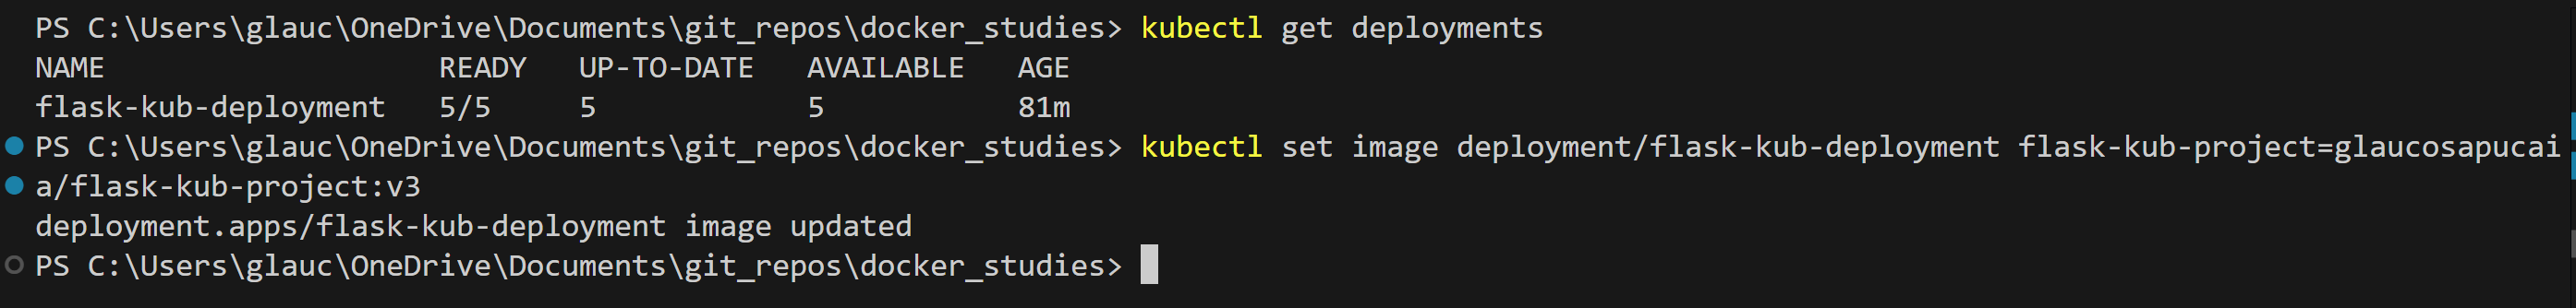 PS C:\Users\glauc\OneDrive\Documents\git_repos\docker_studies> kubectl get deployments
NAME                   READY   UP-TO-DATE   AVAILABLE   AGE
flask-kub-deployment   5/5     5            5           81m
PS C:\Users\glauc\OneDrive\Documents\git_repos\docker_studies> kubectl set image deployment/flask-kub-deployment flask-kub-project=glaucosapucai
a/flask-kub-project:v3
deployment.apps/flask-kub-deployment image updated
PS C:\Users\glauc\OneDrive\Documents\git_repos\docker_studies>